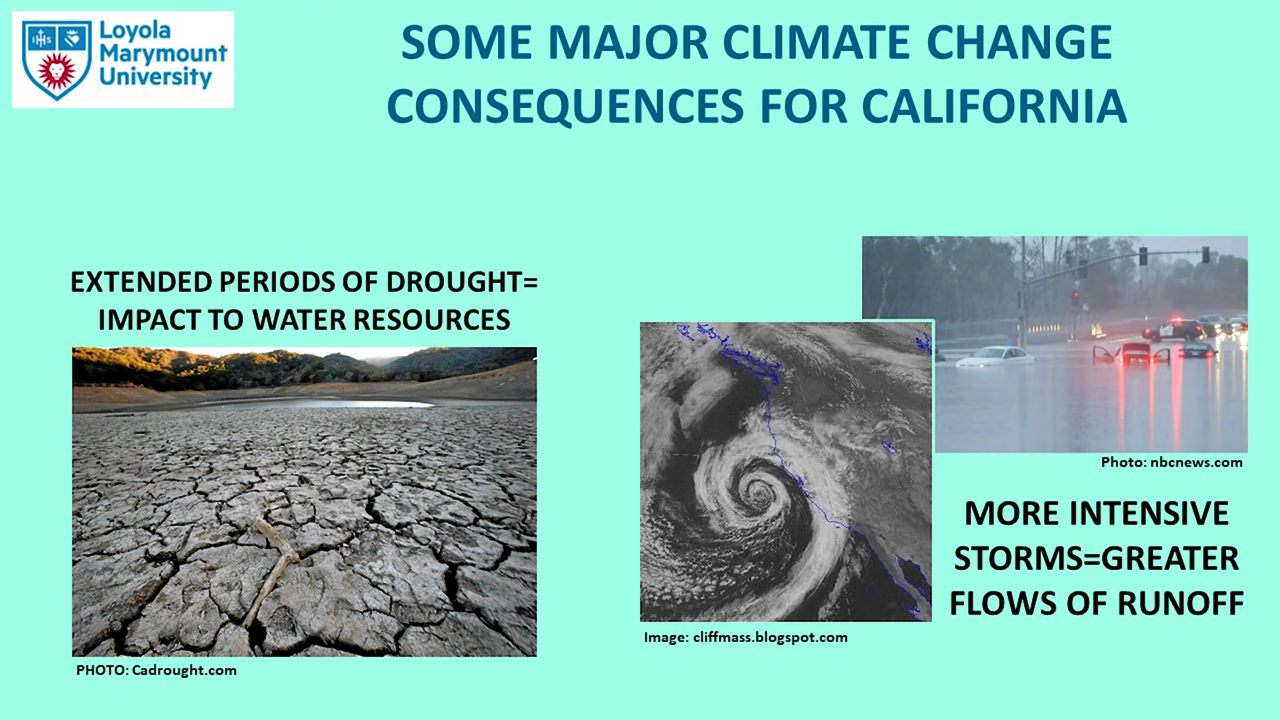 Loyola
Marymount
University
SOME MAJOR CLIMATE CHANGE
CONSEQUENCES FOR CALIFORNIA
EXTENDED PERIODS OF DROUGHT=
IMPACT TO WATER RESOURCES
PHOTO: Cadrought.com
Image: cliffmass.blogspot.com
Photo: nbcnews.com
MORE INTENSIVE
STORMS=GREATER
FLOWS OF RUNOFF